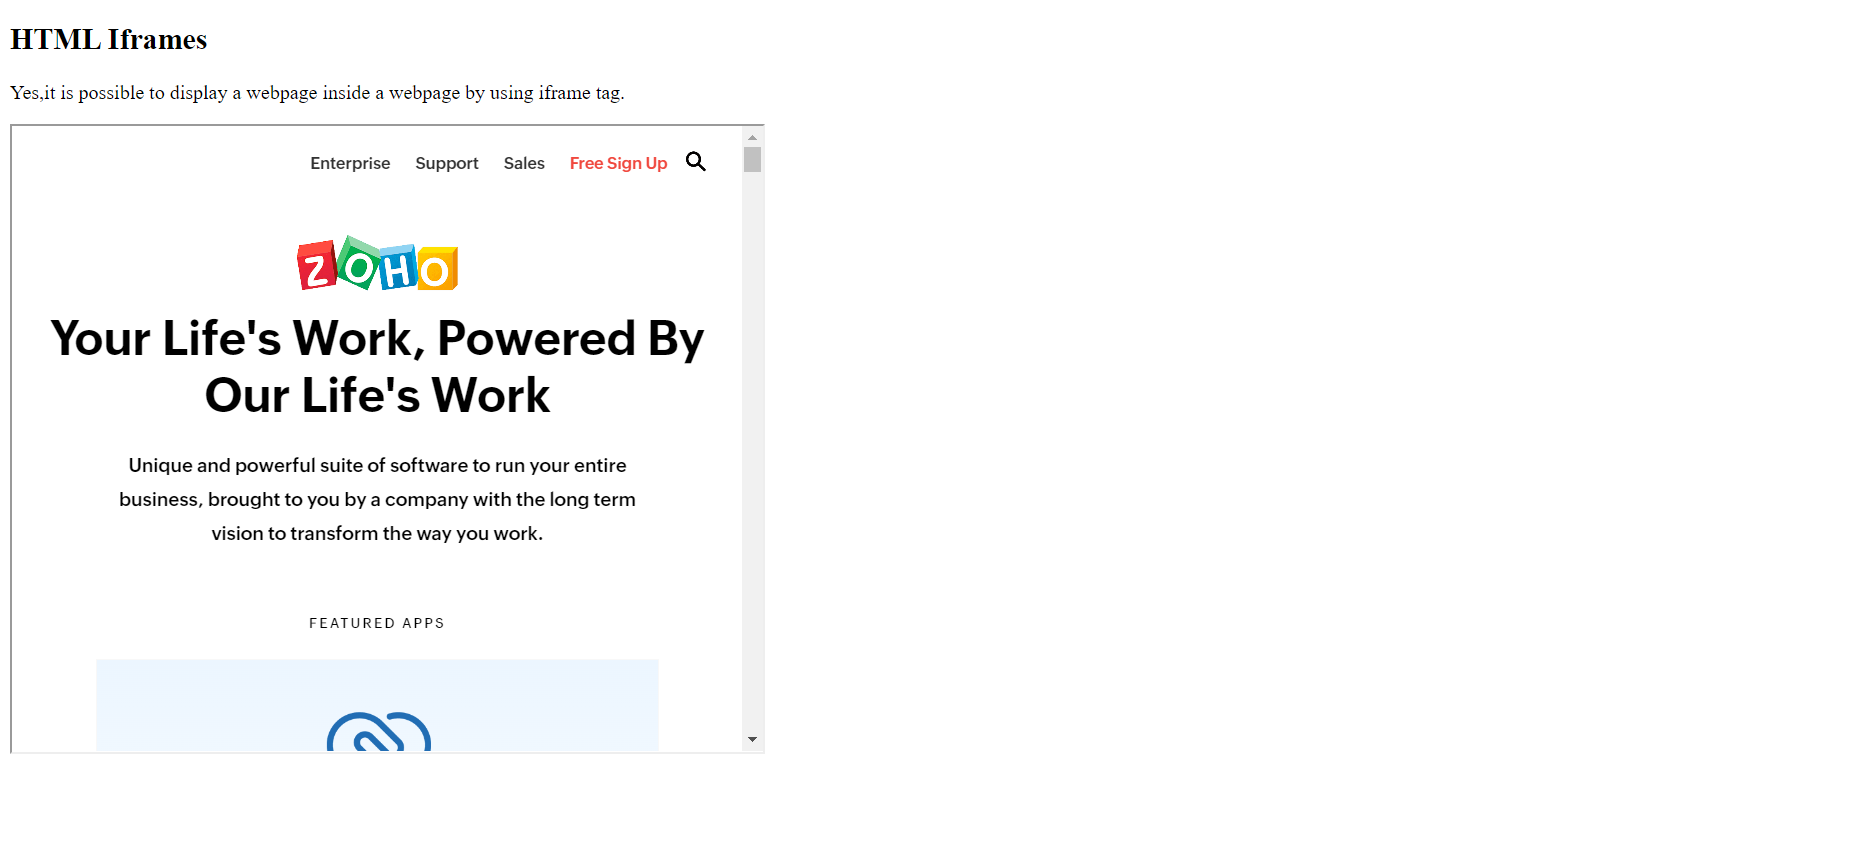 HTML Iframes
Yes,it is possible to display a webpage inside a webpage by using iframe tag.
Enterprise Support Sales Free Sign Up
ZOHO
Your Life's Work, Powered By
Our Life's Work
Unique and powerful suite of software to run your entire
business, brought to you by a company with the long term
vision to transform the way you work.
FEATURED APPS